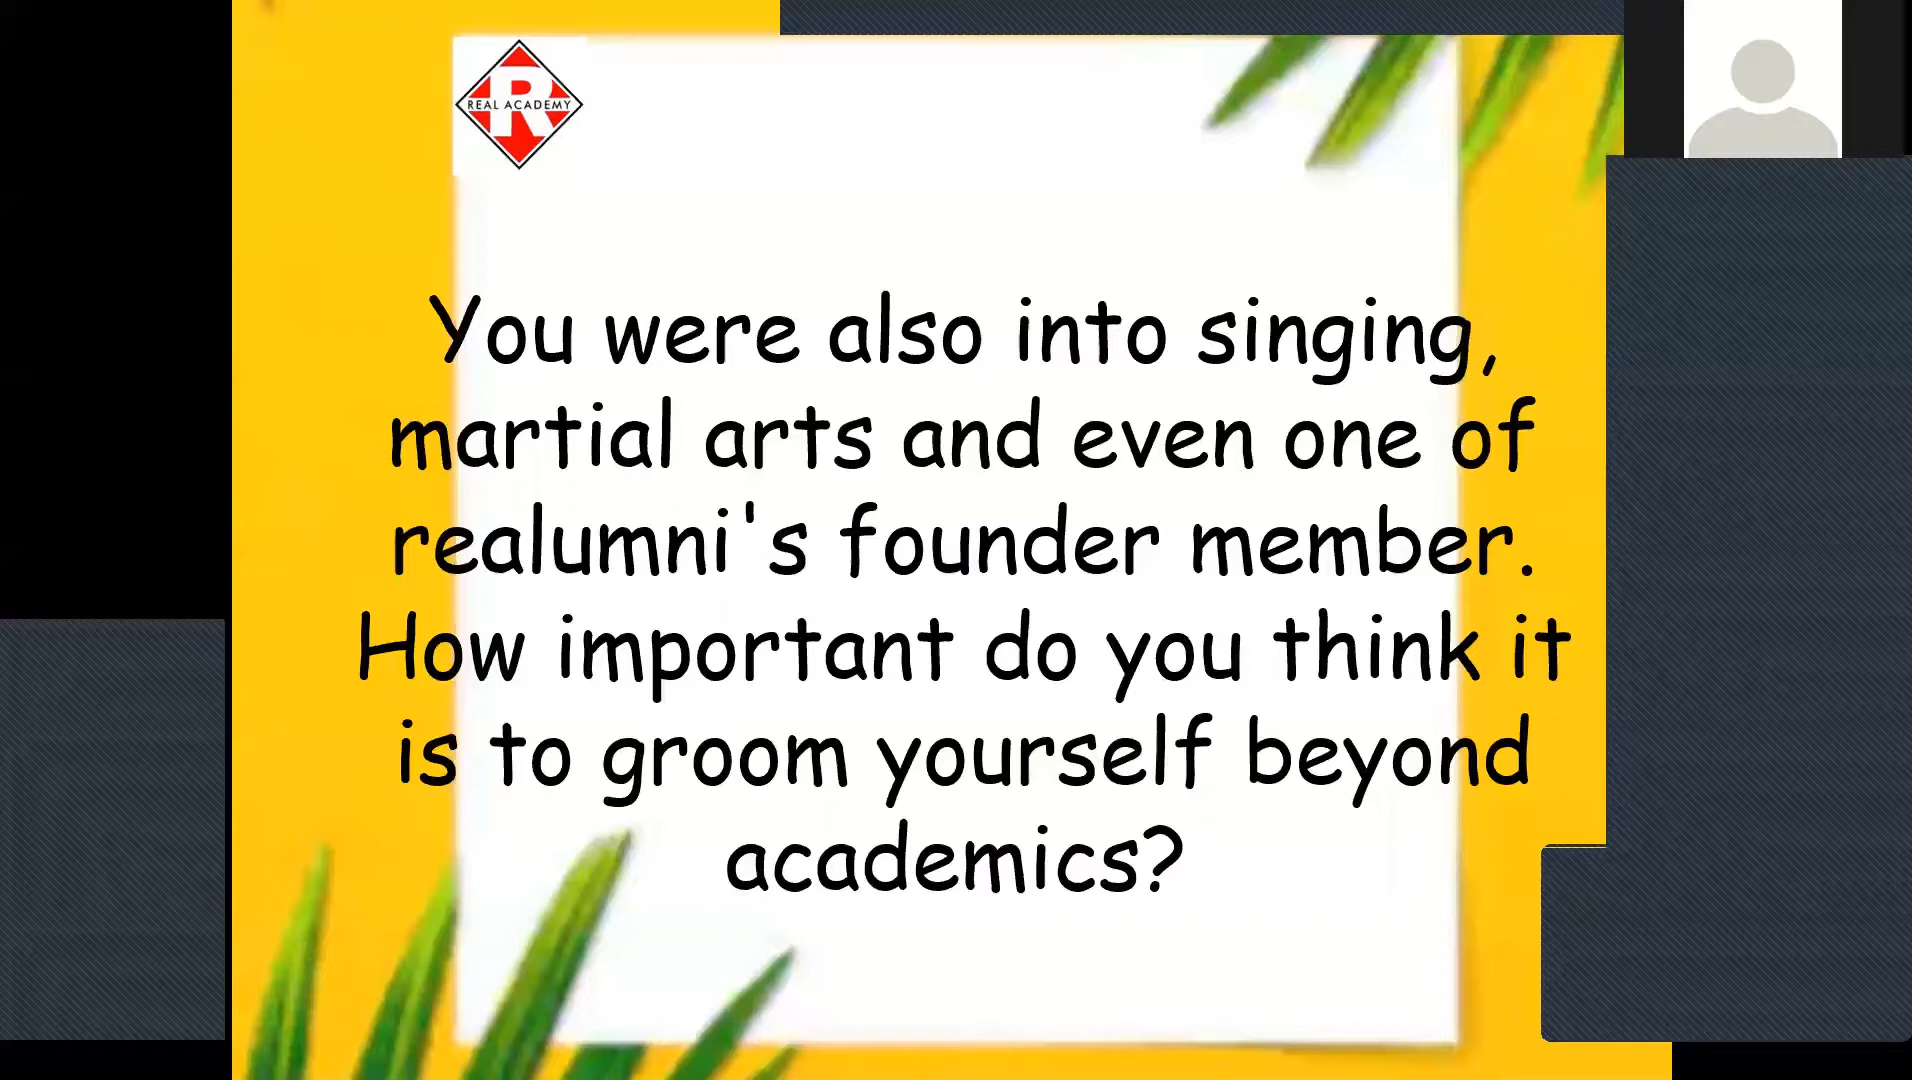 REAL ACADEMY
You were also into singing,
martial arts and even one of
realumni's founder member.
How important do you think it
is to groom yourself beyond
academics?